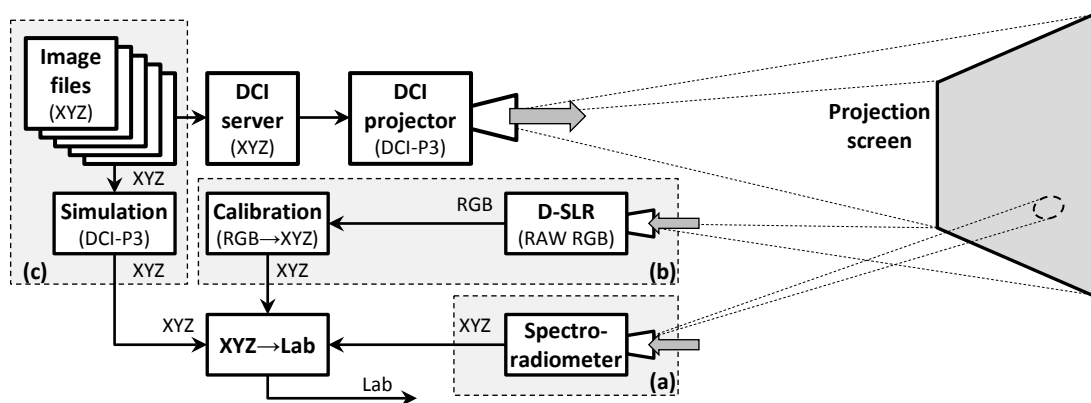 Image
files
(XYZ)
DCI
server
(XYZ)
DCI
projector
(DCI-P3)
Projection
screen
XYZ
Simulation
(DCI-P3)
XYZ
(c)
Calibration
(RGB→XYZ)
RGB
D-SLR
(RAW RGB)
XYZ
(b)
XYZ
XYZ→Lab
XYZ
Spectro-
radiometer
(a)
Lab